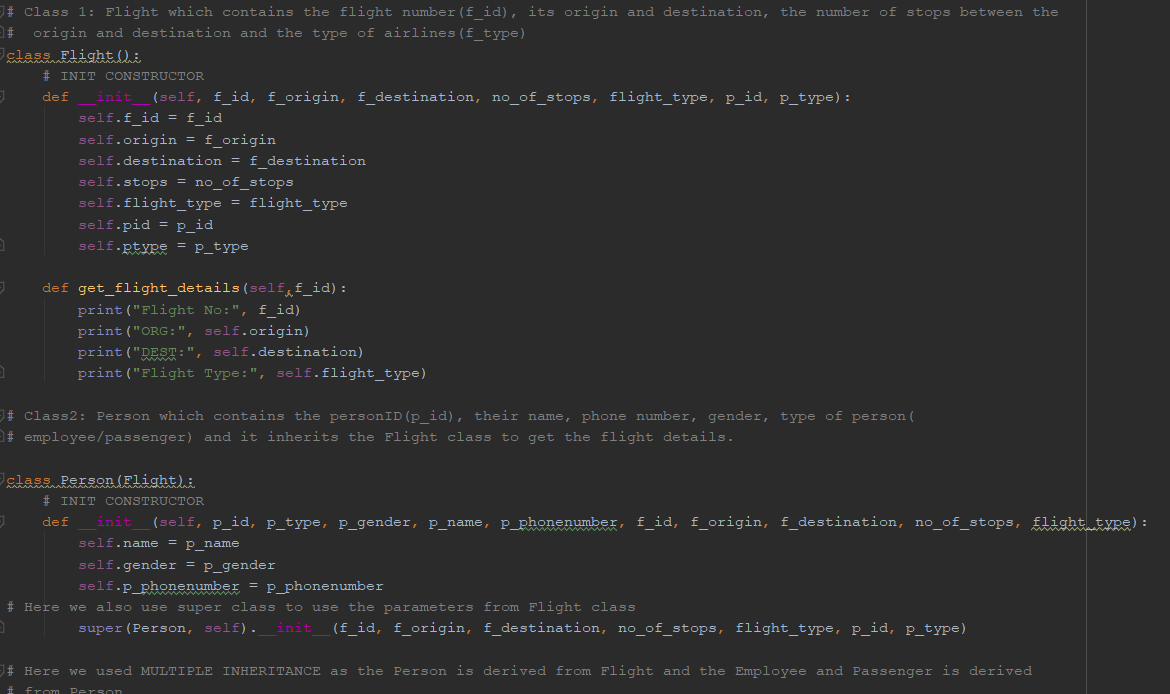 # Class 1: Flight which contains the flight number(f_id), its origin and destination, the number of stops between the
#  origin and destination and the type of airlines(f_type)
class Flight():
    # INIT CONSTRUCTOR
    def __init__(self, f_id, f_origin, f_destination, no_of_stops, flight_type, p_id, p_type):
        self.f_id = f_id
        self.origin = f_origin
        self.destination = f_destination
        self.stops = no_of_stops
        self.flight_type = flight_type
        self.pid = p_id
        self.ptype = p_type
    def get_flight_details(self,f_id):
        print("Flight No:", f_id)
        print("ORG:", self.origin)
        print("DEST:", self.destination)
        print("Flight Type:", self.flight_type)
# Class2: Person which contains the personID(p_id), their name, phone number, gender, type of person(
# employee/passenger) and it inherits the Flight class to get the flight details.
class Person(Flight):
    # INIT CONSTRUCTOR
    def __init__(self, p_id, p_type, p_gender, p_name, p_phonenumber, f_id, f_origin, f_destination, no_of_stops, flight_type):
        self.name = p_name
        self.gender = p_gender
        self.p_phonenumber = p_phonenumber
# Here we also use super class to use the parameters from Flight class
        super(Person, self).__init__(f_id, f_origin, f_destination, no_of_stops, flight_type, p_id, p_type)
# Here we used MULTIPLE INHERITANCE as the Person is derived from Flight and the Employee and Passenger is derived
# from Person